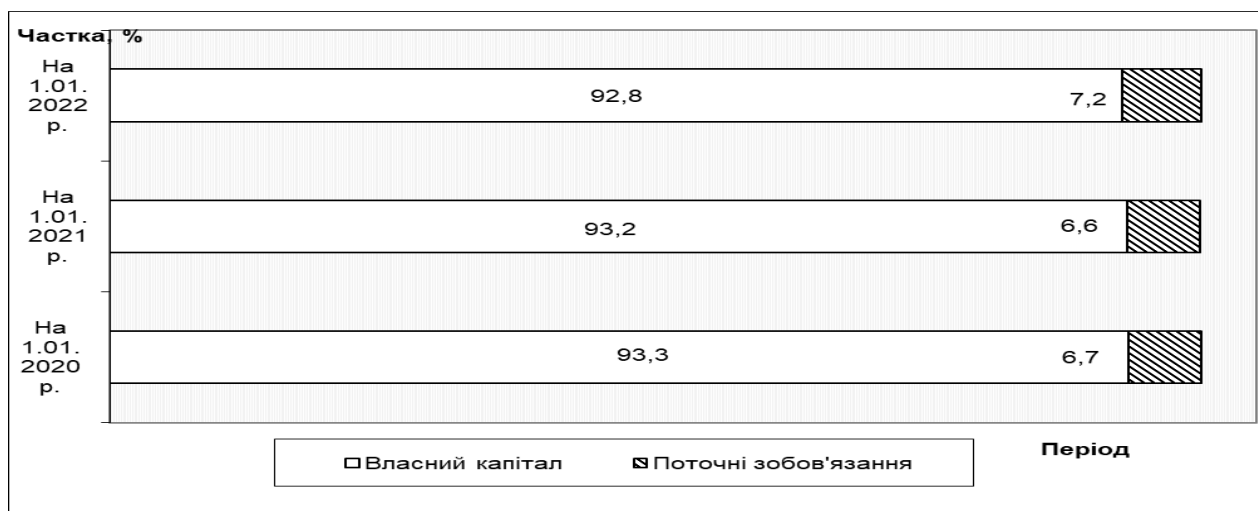 Частка, %
На
1.01.
2022
р.
92,8
7,2
На
1.01.
2021
р.
93,2
6,6
На
1.01.
2020
р.
93,3
6,7
Період
Власний капітал Поточні зобов'язання